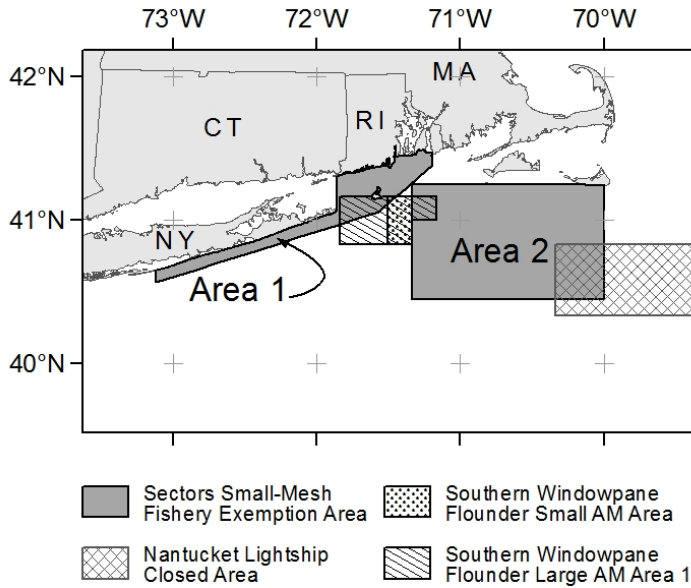 73°W 72°W 71°W 70°W
42°N
MA
CT
RI
41°N
NY
Area 2
Area 1
40°N
Sectors Small-Mesh
Fishery Exemption Area
Southern Windowpane
Flounder Small AM Area
Nantucket Lightship
Closed Area
Southern Windowpane
Flounder Large AM Area 1